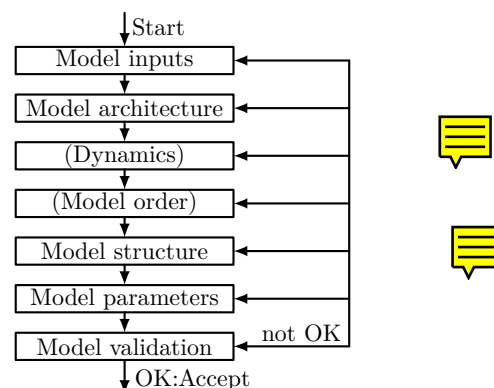 Start
Model inputs
Model architecture
(Dynamics)
(Model order)
Model structure
Model parameters
not OK
Model validation
OK:Accept